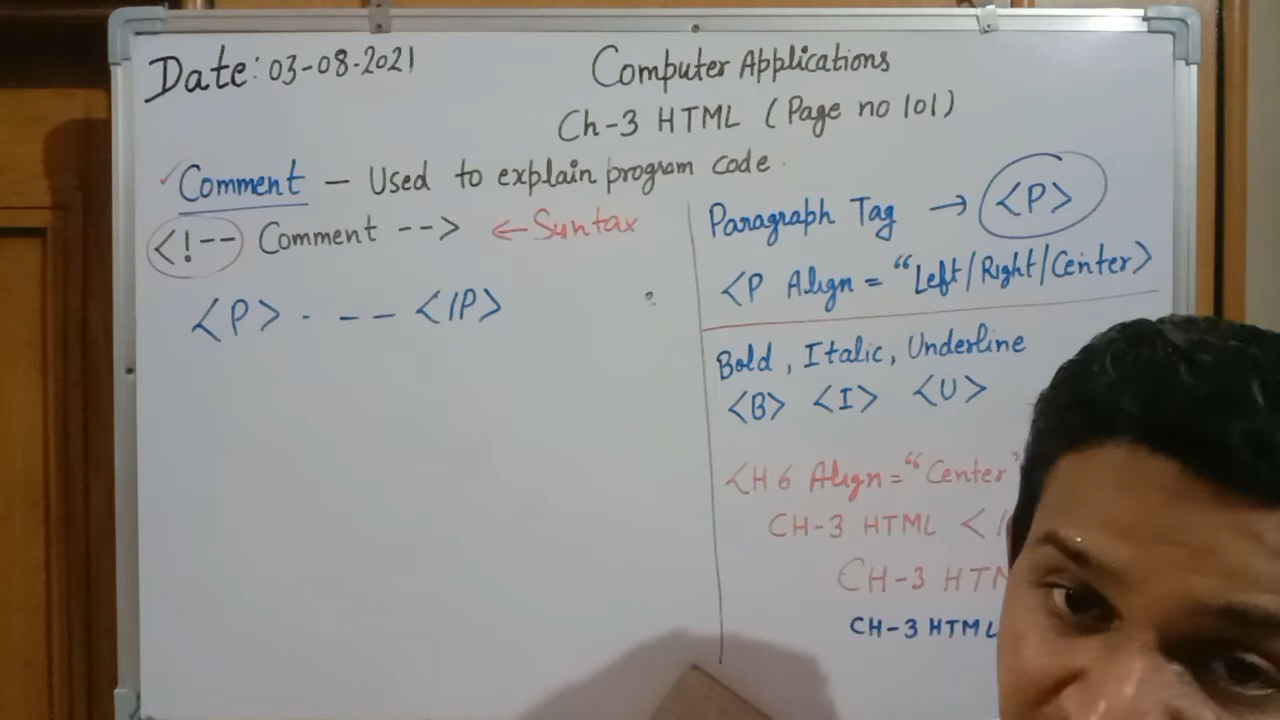 Date: 03-08-2021
Computer Applications
Ch-3 HTML (Page no 101)
Comment – Used to explain program code
<!-- Comment --> ← Syntax
<P> - -- </P>
Paragraph Tag → <P>
<P Align = "Left/Right/Center>
Bold, Italic, Underline
<B> <I> <U>
<H6 Align="Center"
CH-3 HTML </
CH-3 HTM
CH-3 HTML